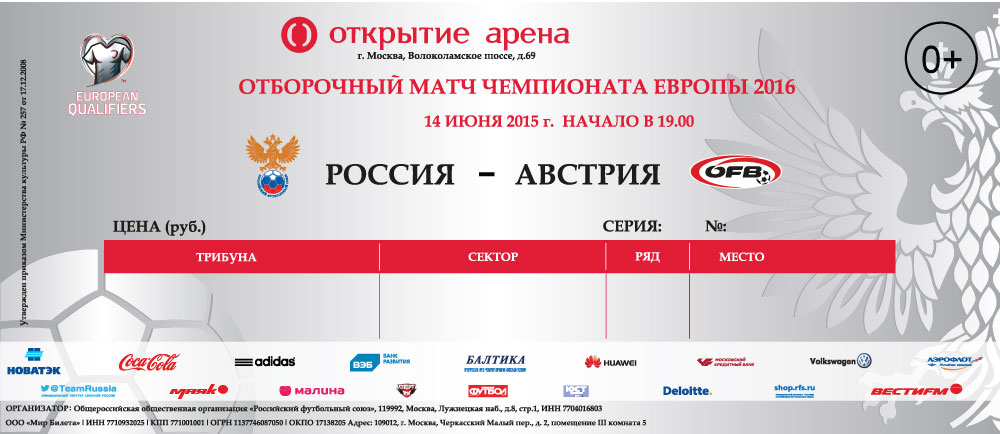 открытие арена
г. Москва, Волоколамское шоссе, д.69
0+
EUROPEAN
QUALIFIERS
ОТБОРОЧНЫЙ МАТЧ ЧЕМПИОНАТА ЕВРОПЫ 2016
14 ИЮНЯ 2015 г. НАЧАЛО В 19.00
РОССИЯ – АВСТРИЯ
ÖFB
ЦЕНА (руб.) СЕРИЯ: №:
ТРИБУНА СЕКТОР РЯД МЕСТО
Утвержден приказом Министерства культуры РФ № 257 от 17.12.2008
НОВАТЭК Coca-Cola adidas ВЭБ БАНК РАЗВИТИЯ БАЛТИКА HUAWEI МОСКОВСКИЙ КРЕДИТНЫЙ БАНК Volkswagen АЭРОФЛОТ
@TeamRussia МАЯК МАЛИНА ФУТБОЛ Deloitte. shop.rfs.ru ВЕСТИFM
ОРГАНИЗАТОР: Общероссийская общественная организация «Российский футбольный союз», 119992, Москва, Лужнецкая наб., д.8, стр.1, ИНН 7704016803
ООО «Мир Билета» | ИНН 7710932025 | КПП 771001001 | ОГРН 1137746087050 | ОКПО 17138205 Адрес: 109012, г. Москва, Черкасский Малый пер., д. 2, помещение III комната 5